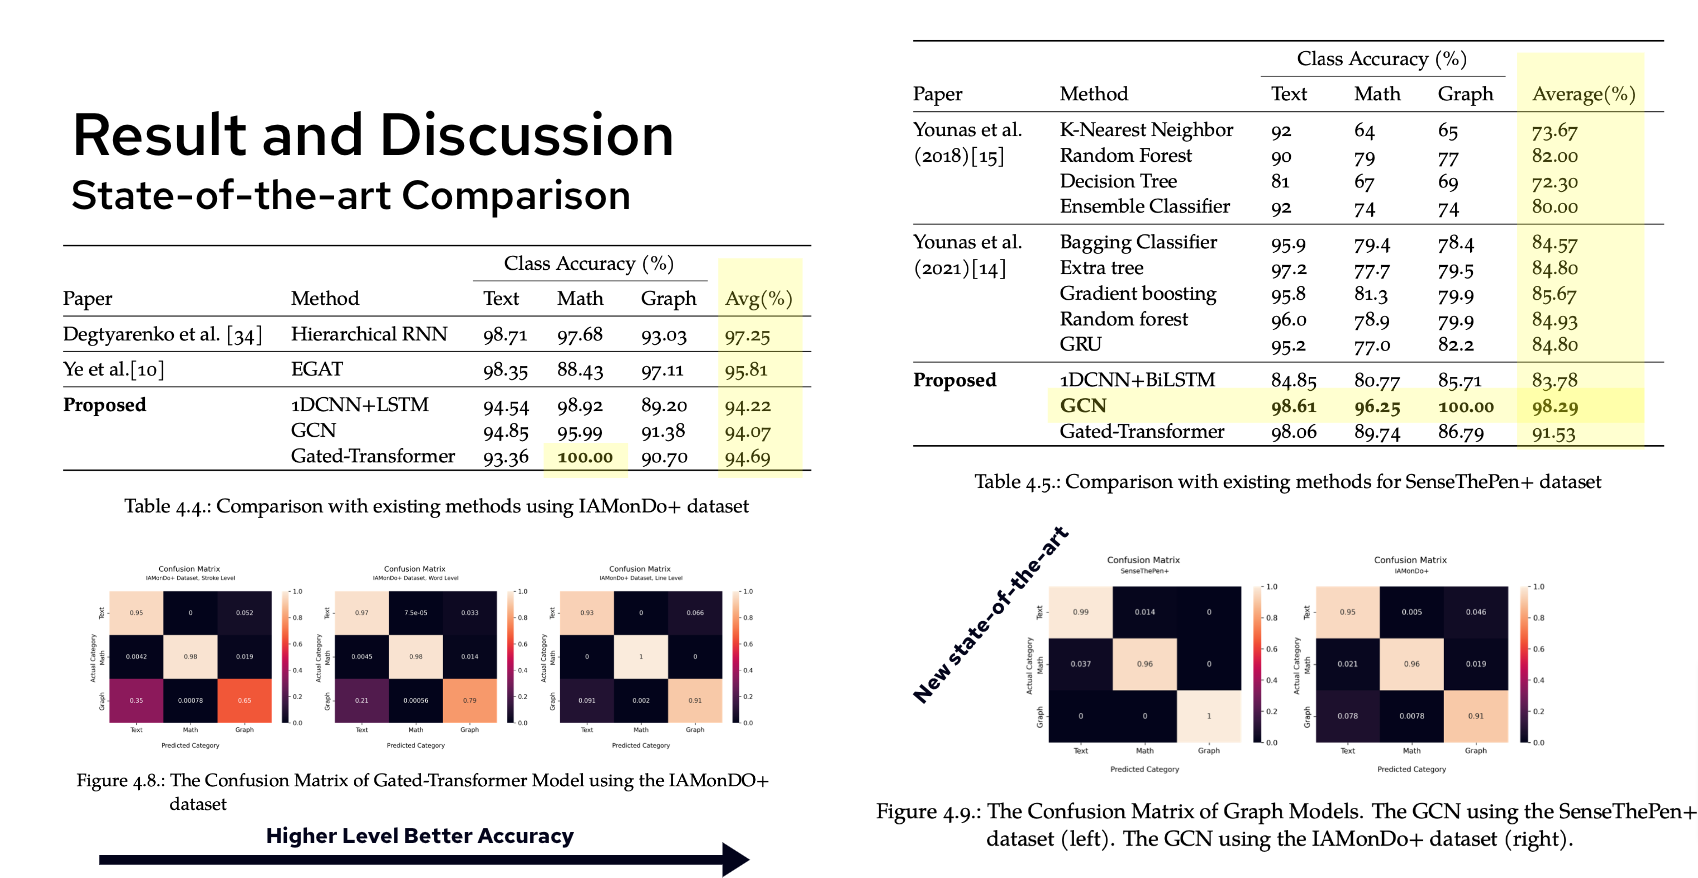 Result and Discussion
State-of-the-art Comparison
Class Accuracy (%)
Paper Method Text Math Graph Avg(%)
Degtyarenko et al. [34] Hierarchical RNN 98.71 97.68 93.03 97.25
Ye et al.[10] EGAT 98.35 88.43 97.11 95.81
Proposed 1DCNN+LSTM 94.54 98.92 89.20 94.22
GCN 94.85 95.99 91.38 94.07
Gated-Transformer 93.36 100.00 90.70 94.69
Table 4.4.: Comparison with existing methods using IAMonDo+ dataset
Confusion Matrix
IAMonDo+ Dataset, Stroke Level
Actual Category
Text 0.95 0 0.052
Math 0.0042 0.98 0.019
Graph 0.35 0.00078 0.65
Text Math Graph
Predicted Category
1.0
0.8
0.6
0.4
0.2
0.0
Confusion Matrix
IAMonDo+ Dataset, Word Level
Actual Category
Text 0.97 7.5e-05 0.033
Math 0.0045 0.98 0.014
Graph 0.21 0.00056 0.79
Text Math Graph
Predicted Category
1.0
0.8
0.6
0.4
0.2
0.0
Confusion Matrix
IAMonDo+ Dataset, Line Level
Actual Category
Text 0.93 0 0.066
Math 0 1 0
Graph 0.091 0.002 0.91
Text Math Graph
Predicted Category
1.0
0.8
0.6
0.4
0.2
0.0
Figure 4.8.: The Confusion Matrix of Gated-Transformer Model using the IAMonDO+
dataset
Higher Level Better Accuracy
Class Accuracy (%)
Paper Method Text Math Graph Average(%)
Younas et al. K-Nearest Neighbor 92 64 65 73.67
(2018)[15] Random Forest 90 79 77 82.00
Decision Tree 81 67 69 72.30
Ensemble Classifier 92 74 74 80.00
Younas et al. Bagging Classifier 95.9 79.4 78.4 84.57
(2021)[14] Extra tree 97.2 77.7 79.5 84.80
Gradient boosting 95.8 81.3 79.9 85.67
Random forest 96.0 78.9 79.9 84.93
GRU 95.2 77.0 82.2 84.80
Proposed 1DCNN+BiLSTM 84.85 80.77 85.71 83.78
GCN 98.61 96.25 100.00 98.29
Gated-Transformer 98.06 89.74 86.79 91.53
Table 4.5.: Comparison with existing methods for SenseThePen+ dataset
New state-of-the-art
Confusion Matrix
SenseThePen+
Actual Category
Text 0.99 0.014 0
Math 0.037 0.96 0
Graph 0 0 1
Text Math Graph
Predicted Category
1.0
0.8
0.6
0.4
0.2
0.0
Confusion Matrix
IAMonDo+
Actual Category
Text 0.95 0.005 0.046
Math 0.021 0.96 0.019
Graph 0.078 0.0078 0.91
Text Math Graph
Predicted Category
1.0
0.8
0.6
0.4
0.2
0.0
Figure 4.9.: The Confusion Matrix of Graph Models. The GCN using the SenseThePen+
dataset (left). The GCN using the IAMonDo+ dataset (right).